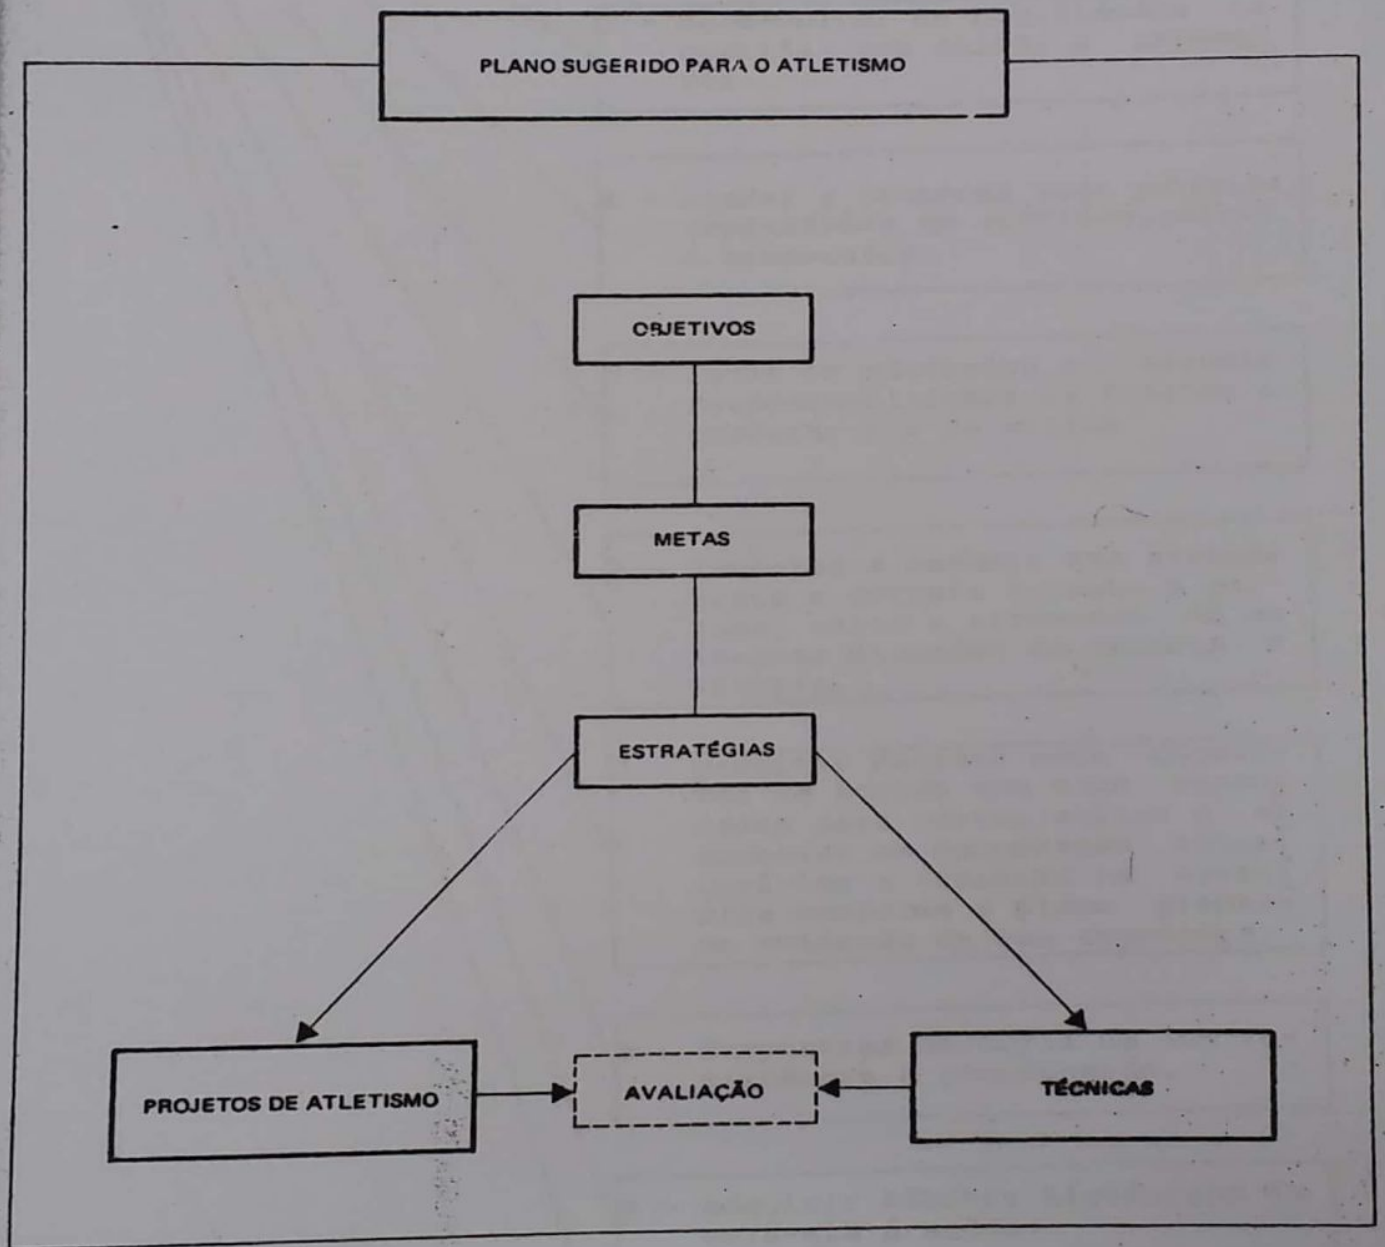 PLANO SUGERIDO PARA O ATLETISMO
OBJETIVOS
METAS
ESTRATÉGIAS
PROJETOS DE ATLETISMO
AVALIAÇÃO
TÉCNICAS